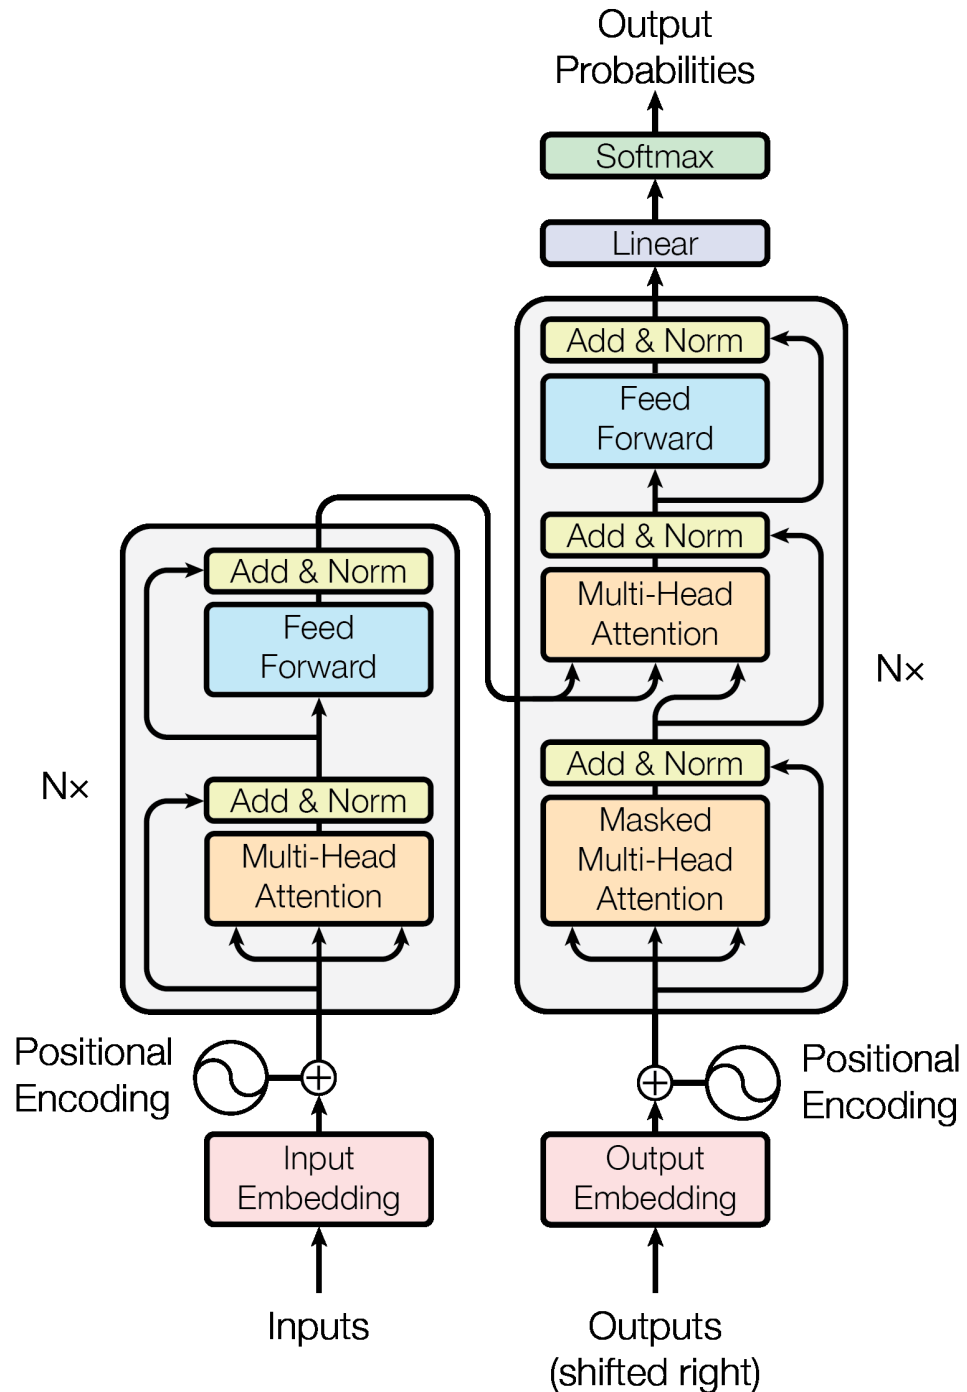 Output
Probabilities
Softmax
Linear
Add & Norm
Feed
Forward
Add & Norm
Multi-Head
Attention
Nx
Add & Norm
Masked
Multi-Head
Attention
Add & Norm
Feed
Forward
Nx
Add & Norm
Multi-Head
Attention
Positional
Encoding
Positional
Encoding
Input
Embedding
Output
Embedding
Inputs
Outputs
(shifted right)